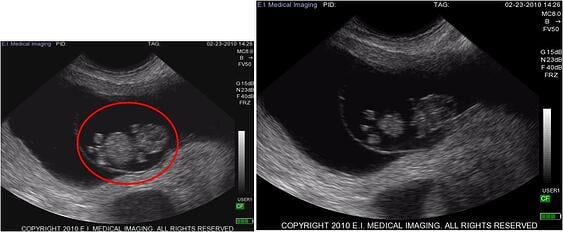 E.I. Medical Imaging PID: TAG: 02-23-2010 14:26
MC8.0
B →
FV50
G15dB
N23dB
F40dB
FRZ
USER1
CF
COPYRIGHT 2010 E.I. MEDICAL IMAGING. ALL RIGHTS RESERVED
E.I. Medical Imaging PID: TAG: 02-23-2010 14:26
MC8.0
B →
FV50
G15dB
N23dB
F40dB
FRZ
USER1
CF
COPYRIGHT 2010 E.I. MEDICAL IMAGING. ALL RIGHTS RESERVED